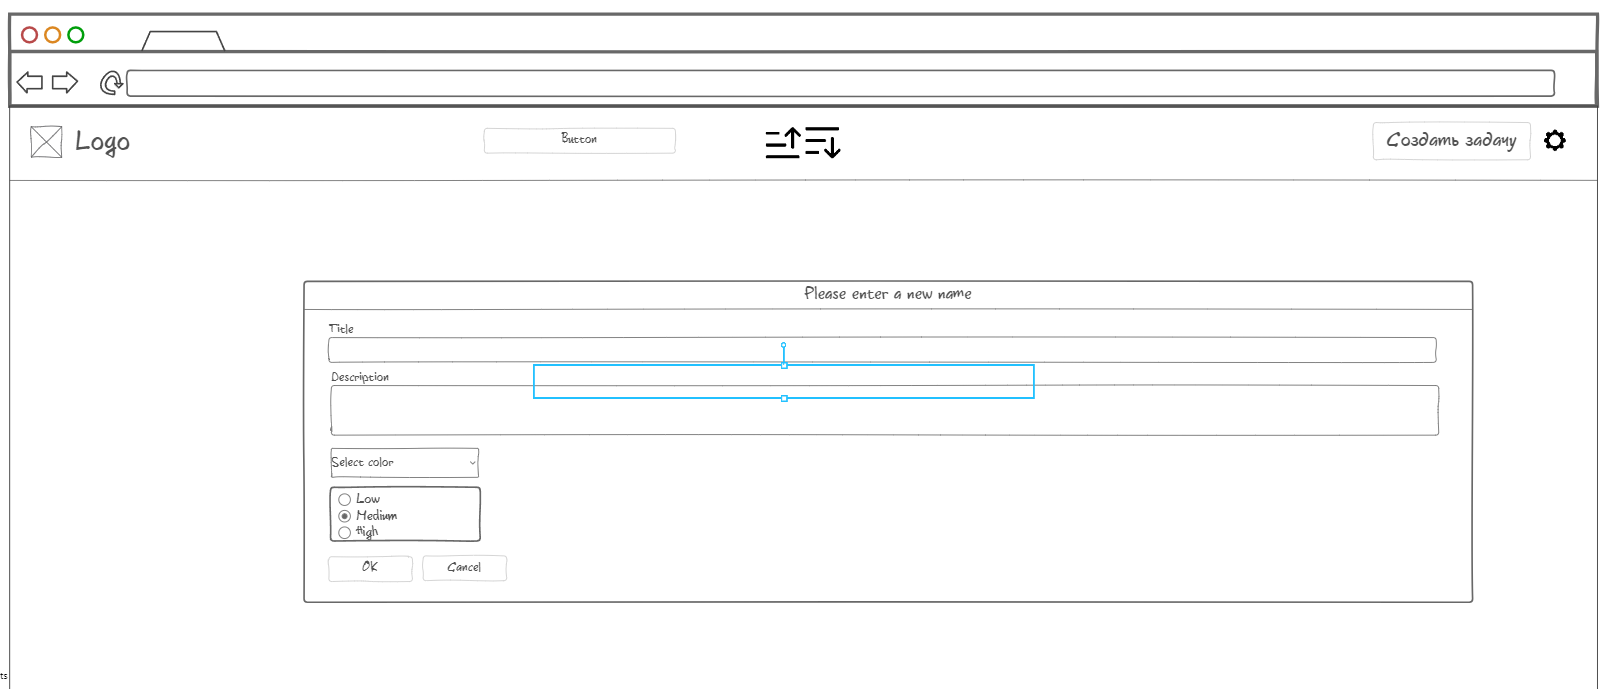 Logo
Button
Создать задачу
Please enter a new name
Title
Description
Select color
Low
Medium
High
OK
Cancel
ts